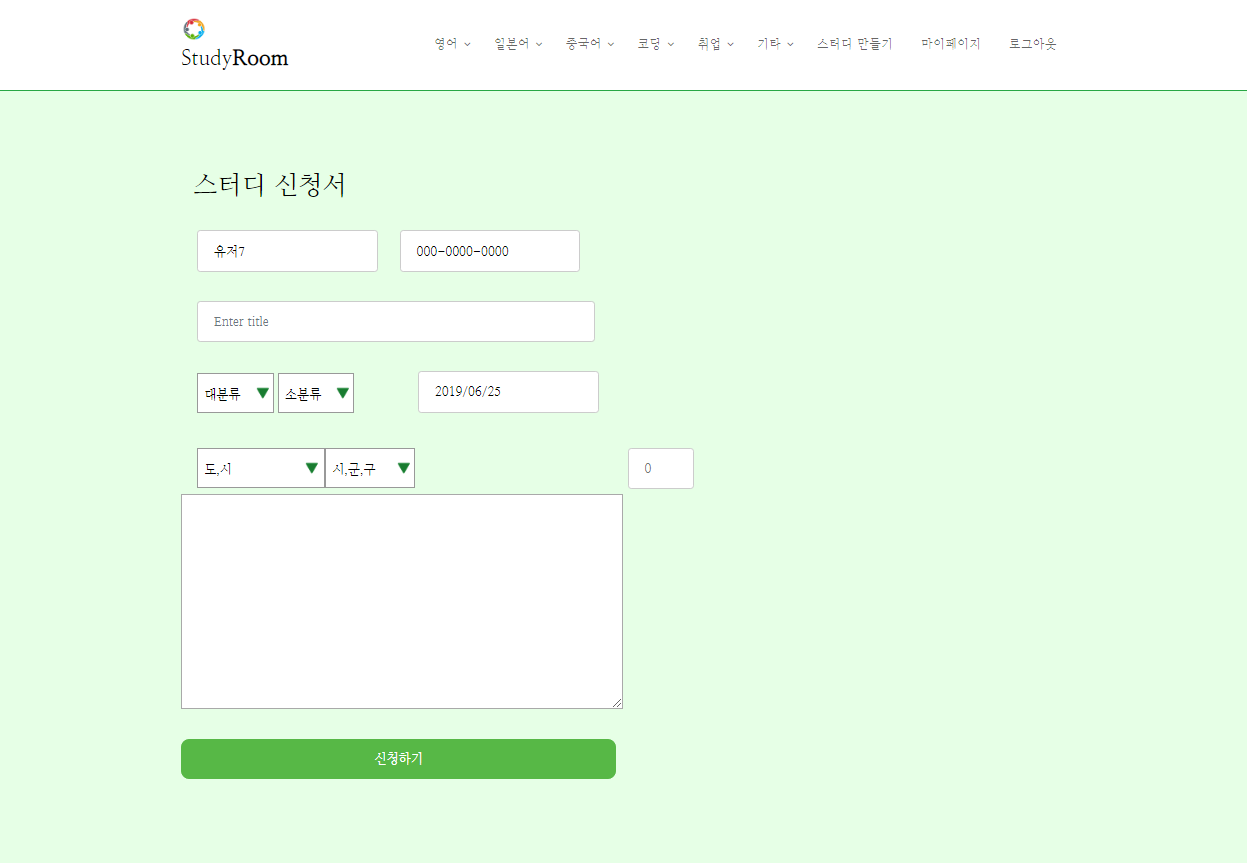 StudyRoom
영어 일본어 중국어 코딩 취업 기타 스터디 만들기 마이페이지 로그아웃
스터디 신청서
유저7 000-0000-0000
Enter title
대분류 소분류 2019/06/25
도,시 시,군,구 0
신청하기